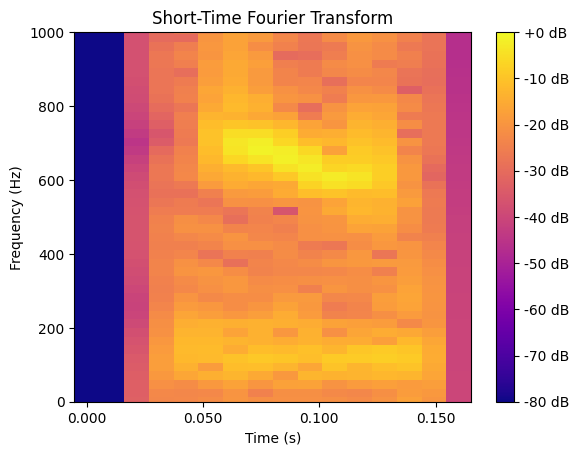 Short-Time Fourier Transform
1000
800
600
400
200
0
Frequency (Hz)
0.000
0.050
0.100
0.150
Time (s)
+0 dB
-10 dB
-20 dB
-30 dB
-40 dB
-50 dB
-60 dB
-70 dB
-80 dB